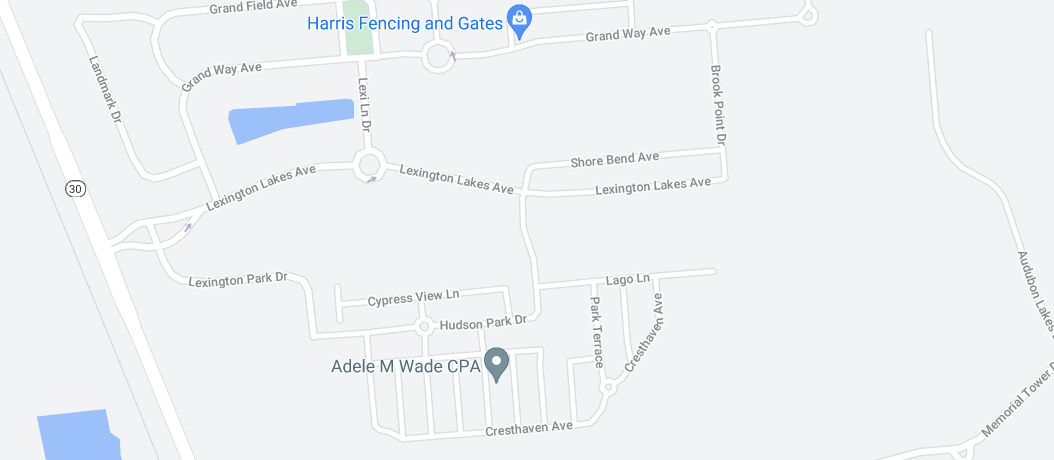 Grand Field Ave
Harris Fencing and Gates
Grand Way Ave
Landmark Dr
Grand Way Ave
Lexi Ln Dr
Brook Point Dr
Shore Bend Ave
Lexington Lakes Ave
Lexington Lakes Ave
Lexington Lakes Ave
30
Lexington Park Dr
Lago Ln
Cypress View Ln
Hudson Park Dr
Park Terrace
Cresthaven Ave
Audubon Lakes
Adele M Wade CPA
Memorial Tower
Cresthaven Ave